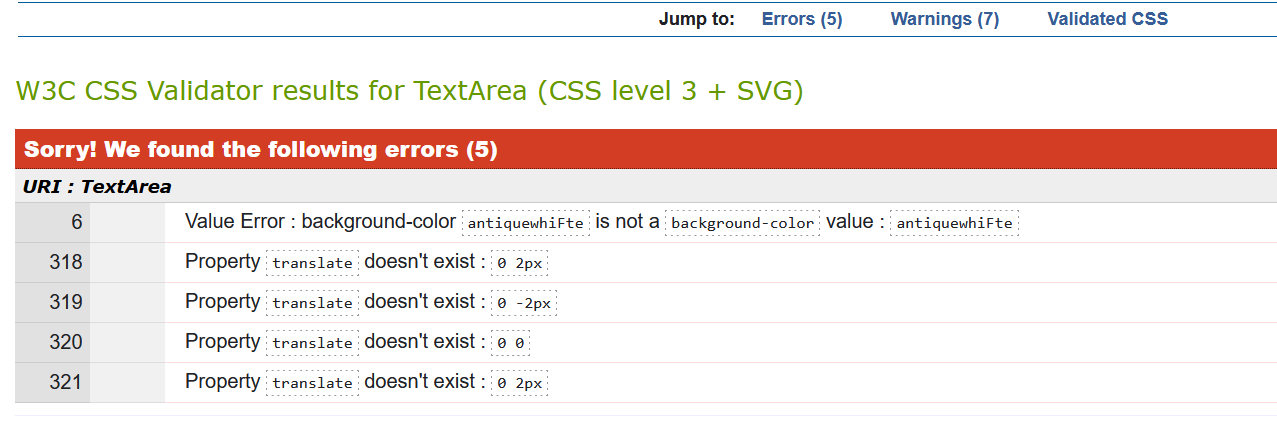 Jump to: Errors (5) Warnings (7) Validated CSS
W3C CSS Validator results for TextArea (CSS level 3 + SVG)
Sorry! We found the following errors (5)
URI : TextArea
6 Value Error : background-color antiquewhiFte is not a background-color value : antiquewhiFte
318 Property translate doesn't exist : 0 2px
319 Property translate doesn't exist : 0 -2px
320 Property translate doesn't exist : 0 0
321 Property translate doesn't exist : 0 2px